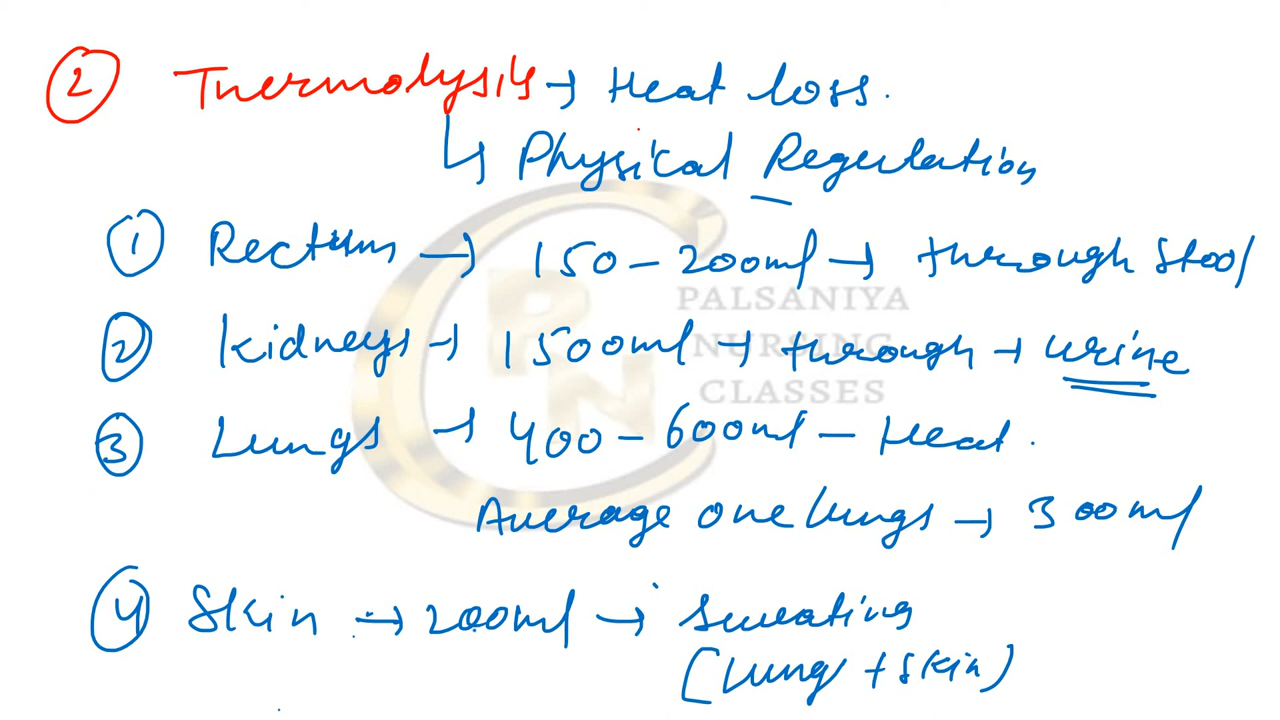 ② Thermolysis → Heat loss.
↳ Physical Regulation
① Rectum → 150 - 200ml → through Stool
PALSANIYA
② Kidneys → 1500ml → through → urine
NURSING
CLASSES
③ Lungs → 400 - 600ml - Heat.
Average one lungs → 300ml
④ Skin → 200ml → Sweating
(lung + skin)